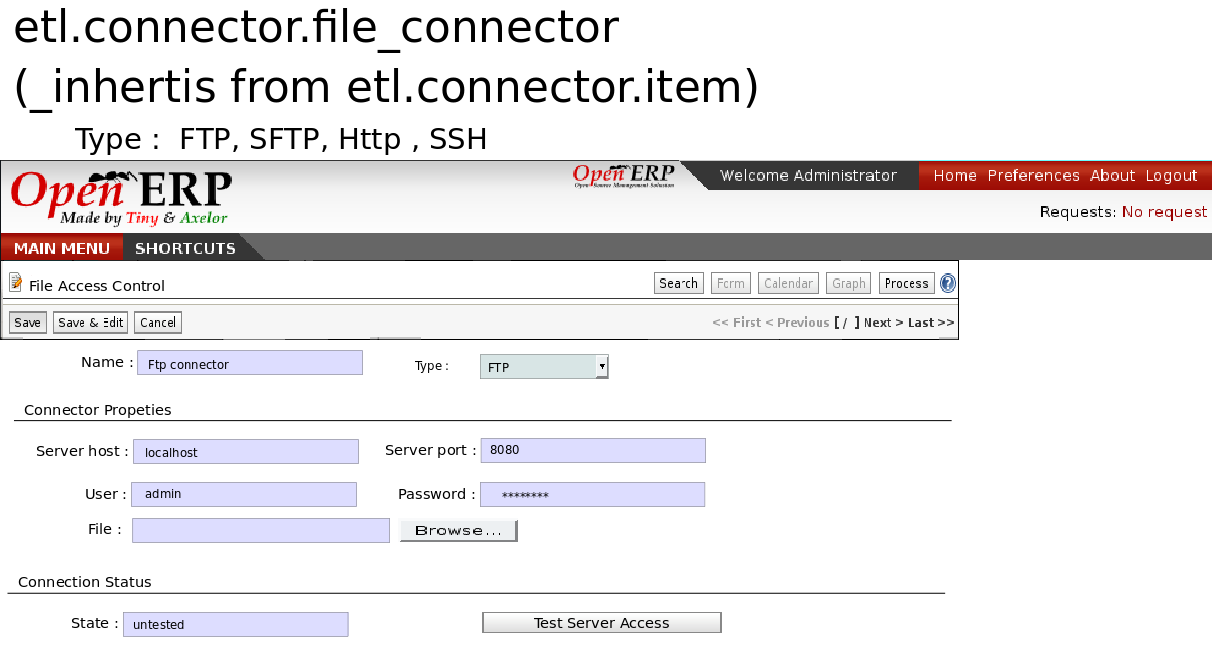 etl.connector.file_connector
(_inhertis from etl.connector.item)
Type :  FTP, SFTP, Http , SSH
Open ERP
Made by Tiny & Axelor
Open ERP
Open Source Management Solution
Welcome Administrator
Home Preferences About Logout
Requests: No request
MAIN MENU SHORTCUTS
File Access Control
Search Form Calendar Graph Process ?
Save Save & Edit Cancel << First < Previous [ / ] Next > Last >>
Name : Ftp connector Type : FTP
Connector Propeties
Server host : localhost Server port : 8080
User : admin Password : ********
File : Browse...
Connection Status
State : untested Test Server Access